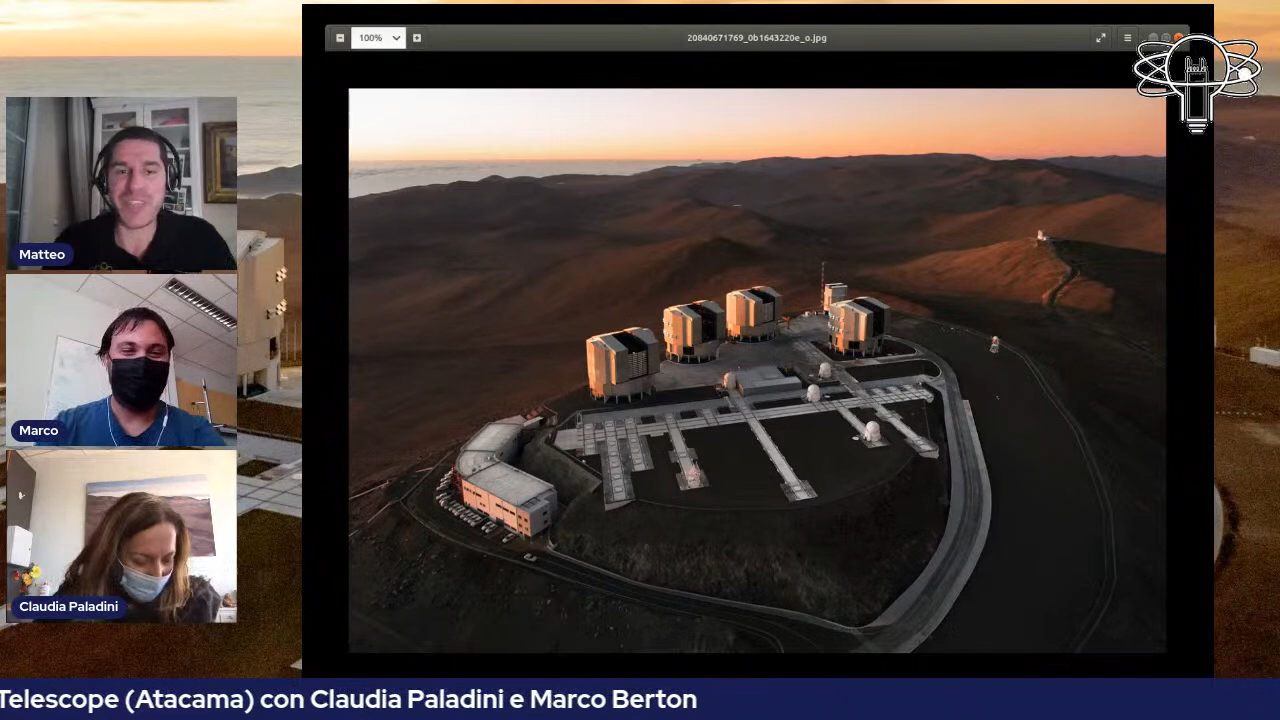 100%
20840671769_0b1643220e_o.jpg
Matteo
Marco
Claudia Paladini
Telescope (Atacama) con Claudia Paladini e Marco Berton